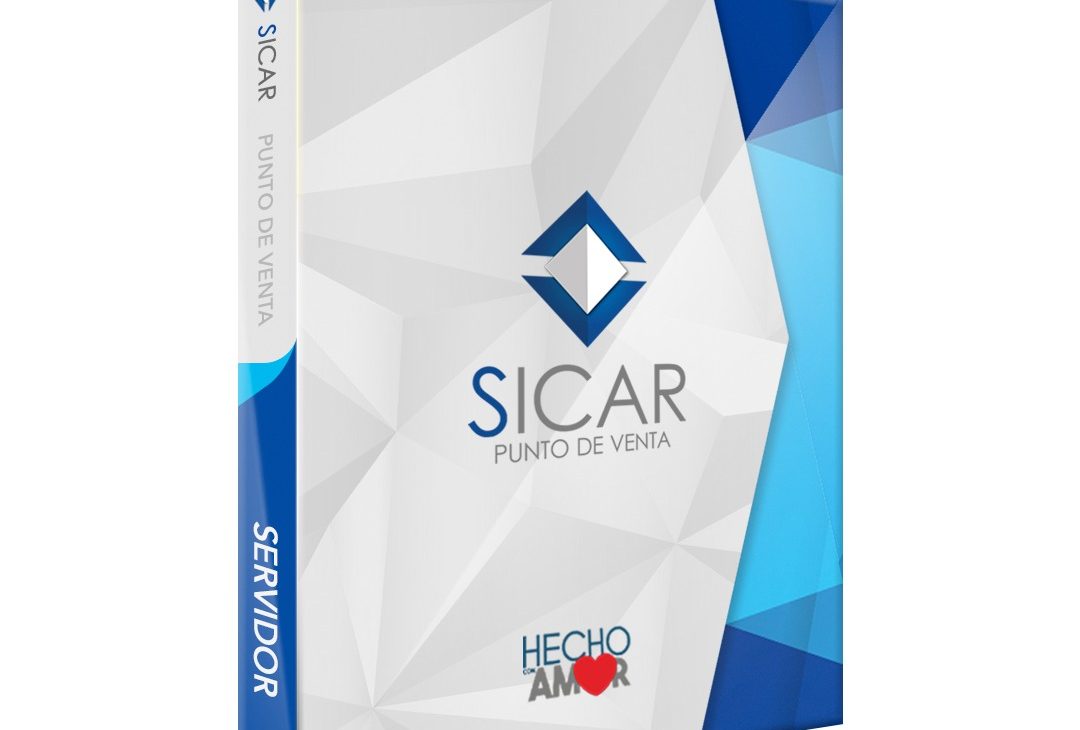 SICAR PUNTO DE VENTA
SERVIDOR
SICAR
PUNTO DE VENTA
HECHO
CON
AMOR